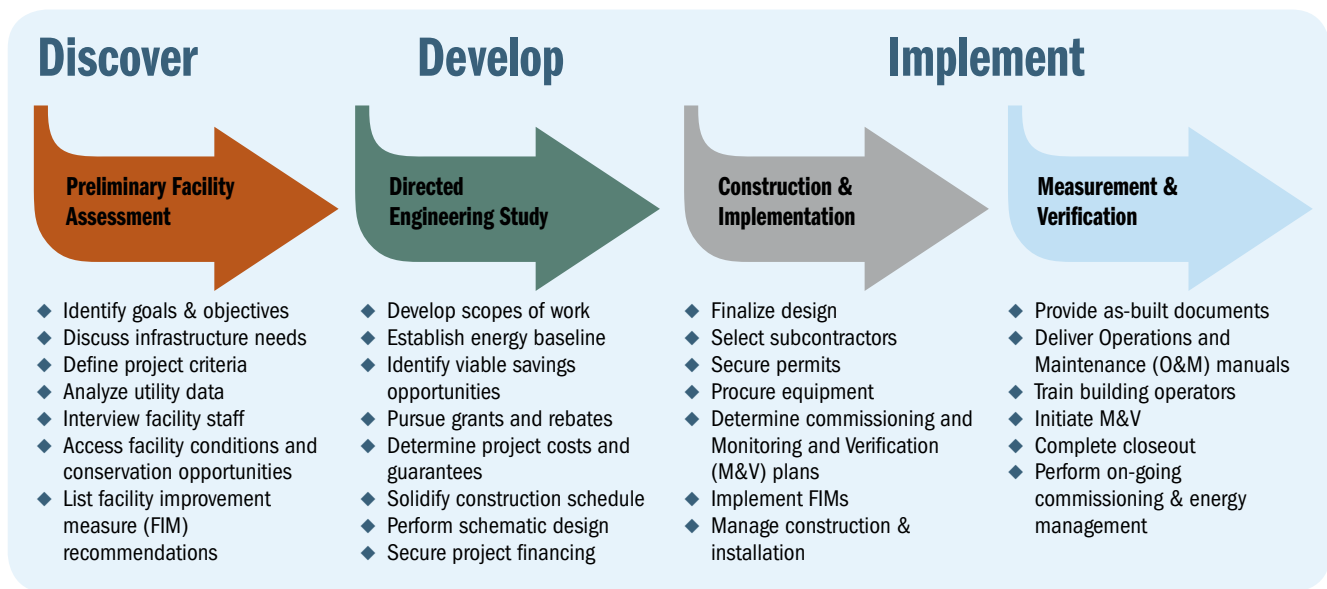 Discover
Develop
Implement
Preliminary Facility
Assessment
◆ Identify goals & objectives
◆ Discuss infrastructure needs
◆ Define project criteria
◆ Analyze utility data
◆ Interview facility staff
◆ Access facility conditions and
conservation opportunities
◆ List facility improvement
measure (FIM)
recommendations
Directed
Engineering Study
◆ Develop scopes of work
◆ Establish energy baseline
◆ Identify viable savings
opportunities
◆ Pursue grants and rebates
◆ Determine project costs and
guarantees
◆ Solidify construction schedule
◆ Perform schematic design
◆ Secure project financing
Construction &
Implementation
◆ Finalize design
◆ Select subcontractors
◆ Secure permits
◆ Procure equipment
◆ Determine commissioning and
Monitoring and Verification
(M&V) plans
◆ Implement FIMs
◆ Manage construction &
installation
Measurement &
Verification
◆ Provide as-built documents
◆ Deliver Operations and
Maintenance (O&M) manuals
◆ Train building operators
◆ Initiate M&V
◆ Complete closeout
◆ Perform on-going
commissioning & energy
management